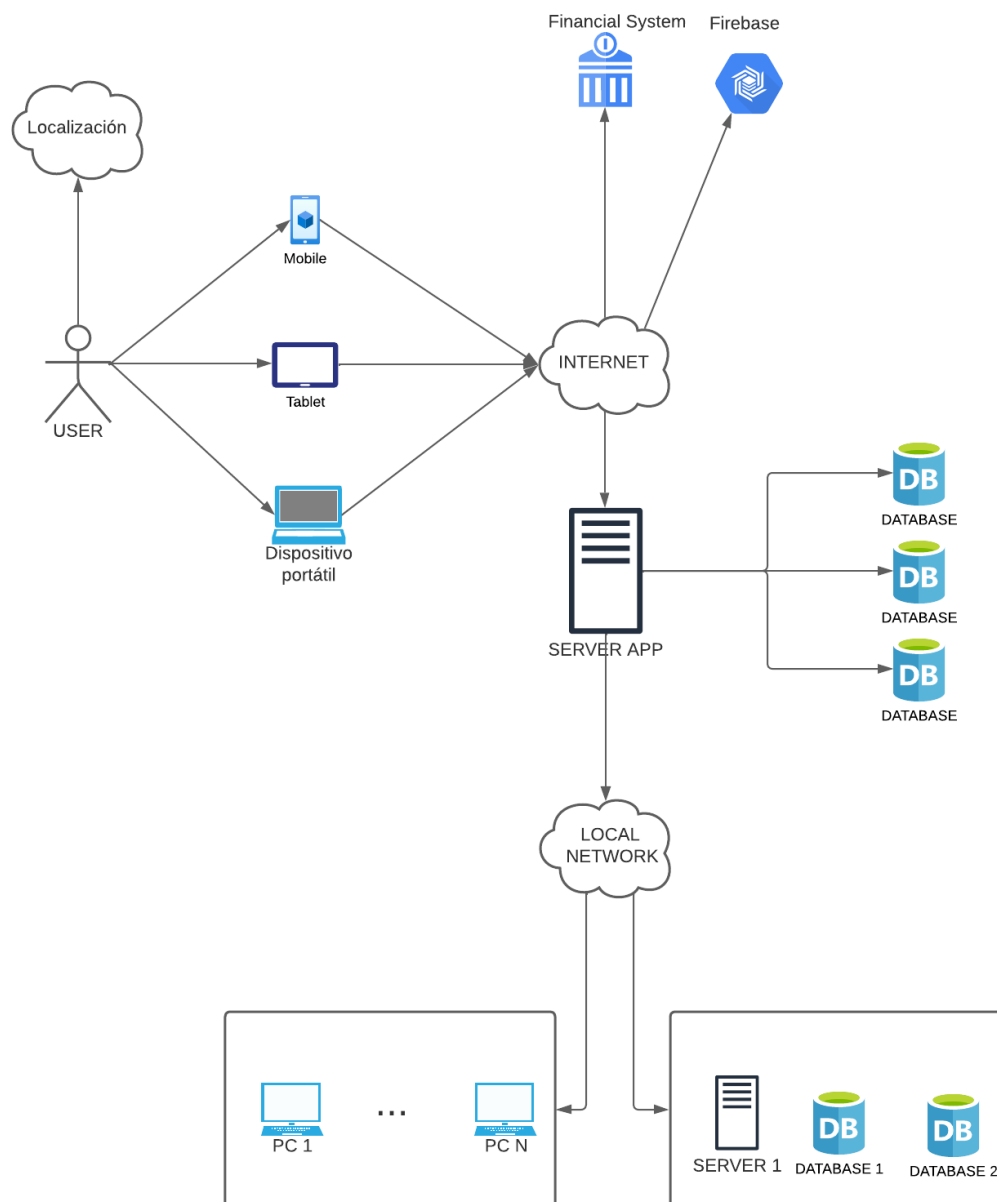 Financial System
Firebase
Localización
Mobile
INTERNET
Tablet
USER
DB
DATABASE
Dispositivo
portátil
DB
DATABASE
SERVER APP
DB
DATABASE
LOCAL
NETWORK
...
PC 1
PC N
DB
DB
SERVER 1
DATABASE 1
DATABASE 2